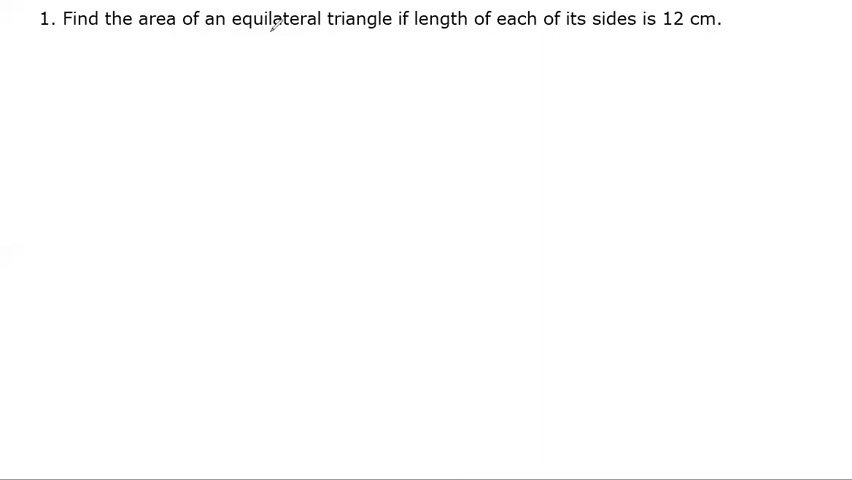 1. Find the area of an equilateral triangle if length of each of its sides is 12 cm.